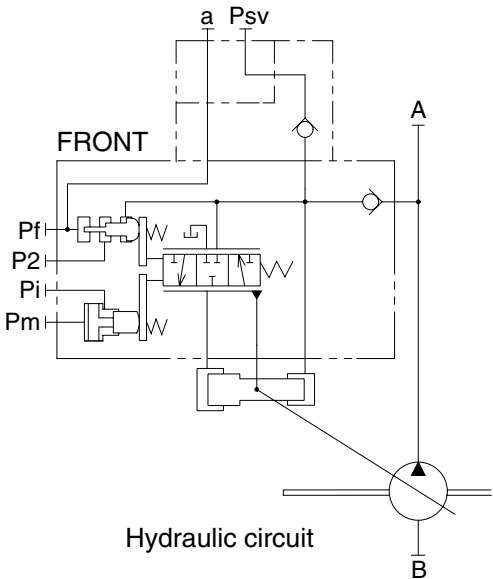 a Psv
A
FRONT
Pf
P2
Pi
Pm
Hydraulic circuit
B